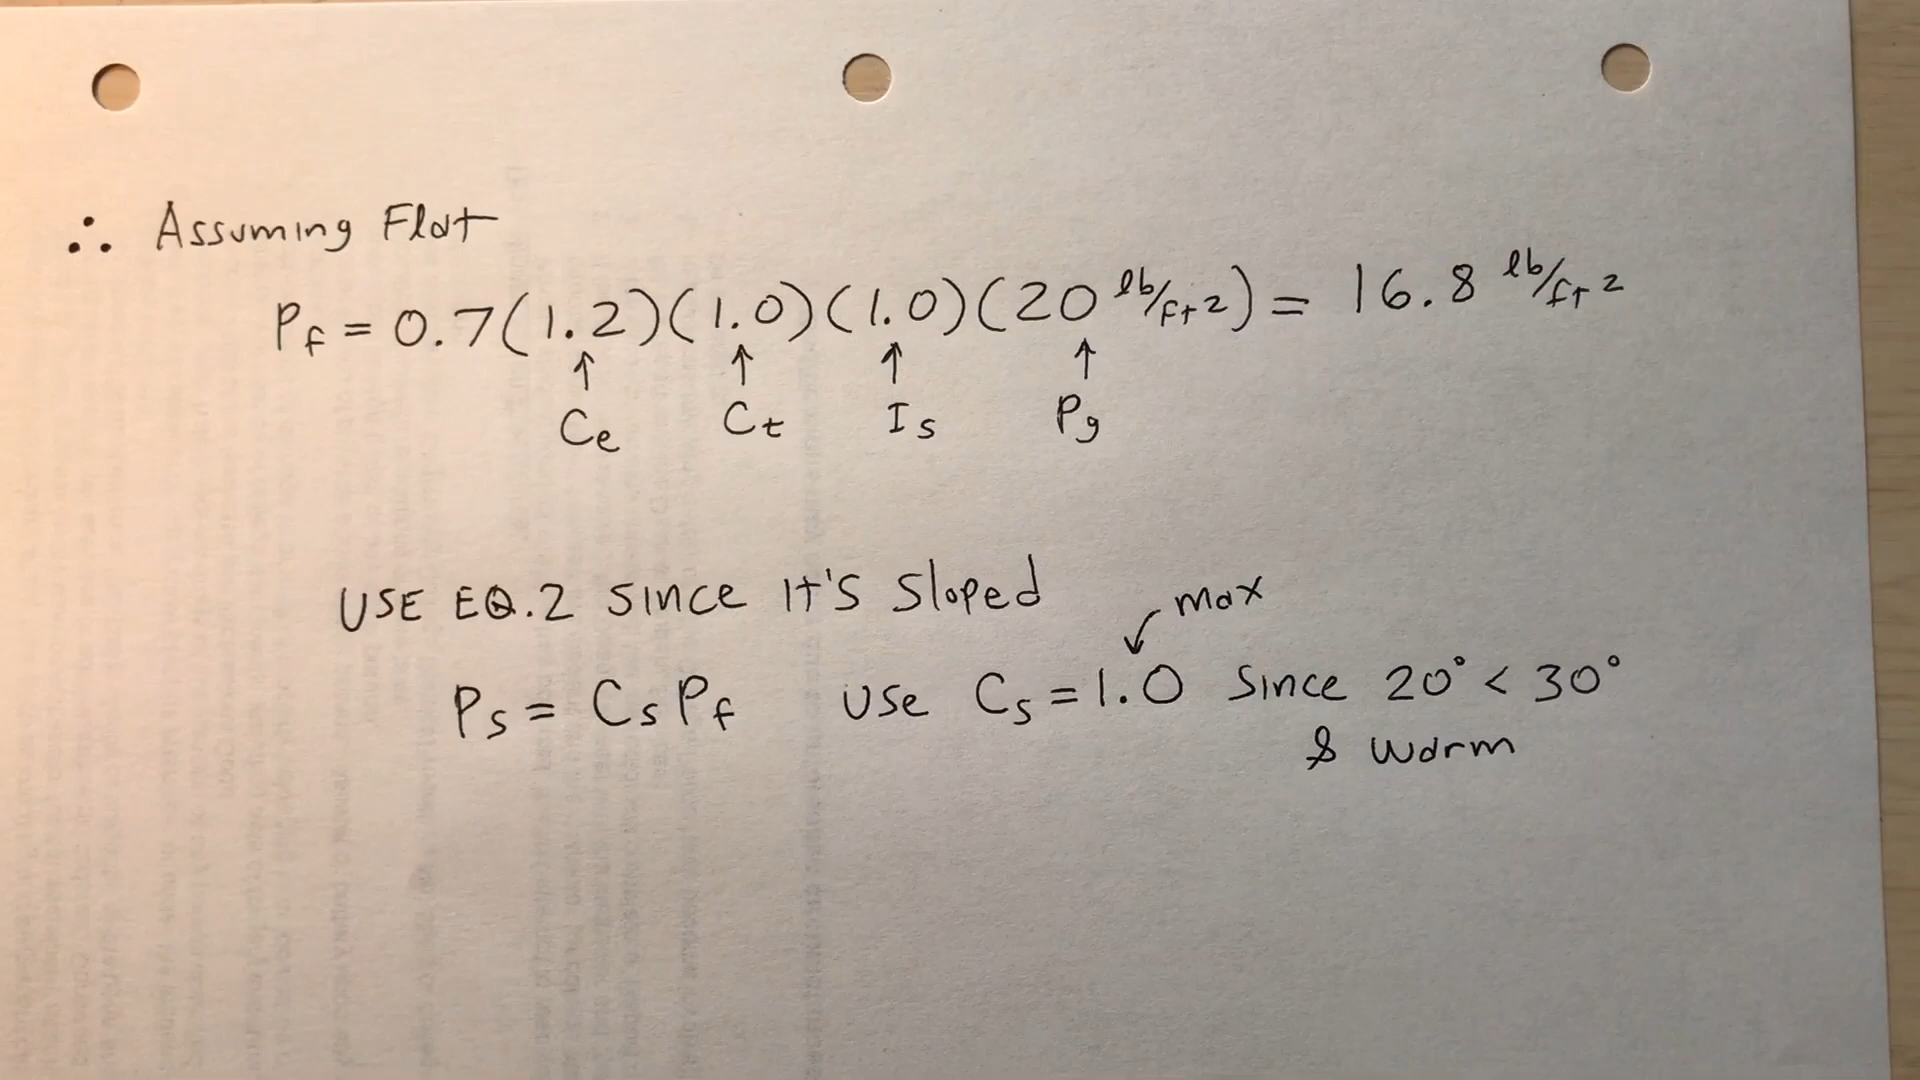 ∴ Assuming Flat
Pf = 0.7(1.2)(1.0)(1.0)(20 lb/ft2) = 16.8 lb/ft2
↑ ↑ ↑ ↑
Ce Ct Is Pg
USE EQ.2 since it's sloped
max
Ps = CsPf use Cs = 1.0 since 20° < 30°
& warm